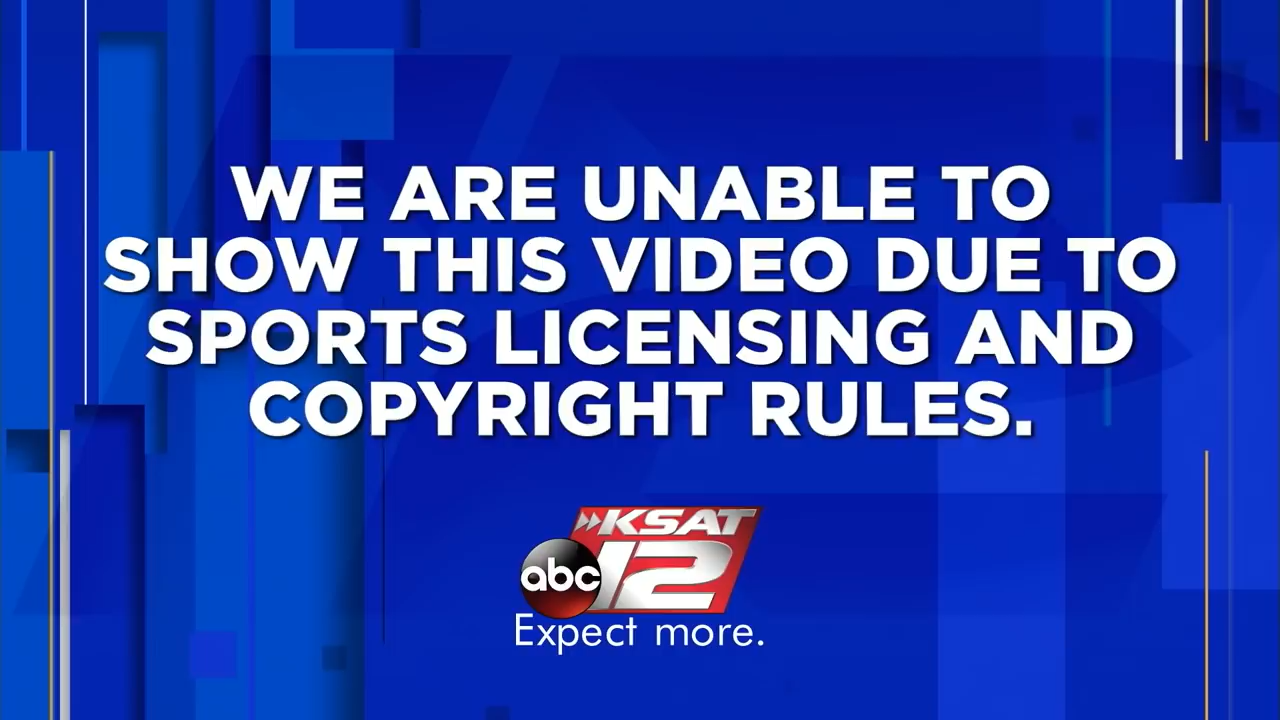 WE ARE UNABLE TO
SHOW THIS VIDEO DUE TO
SPORTS LICENSING AND
COPYRIGHT RULES.
KSAT
abc 12
Expect more.